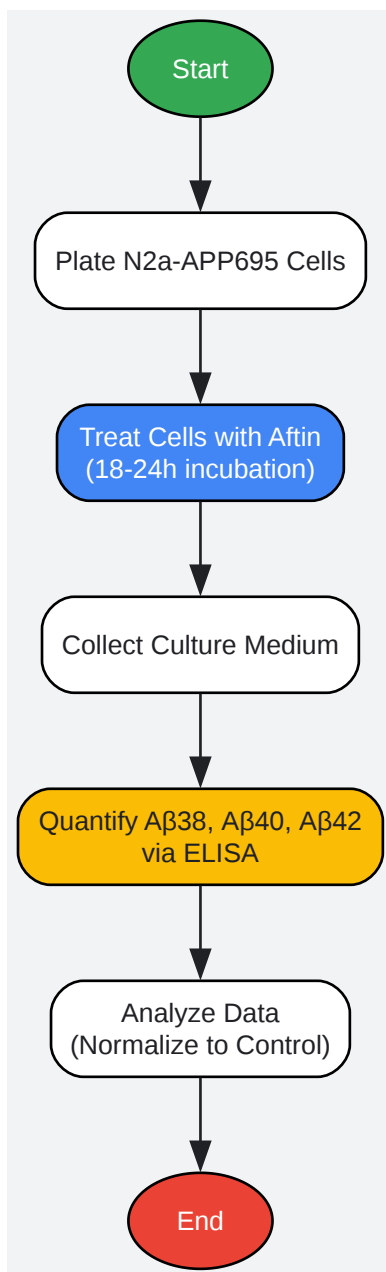 Start
Plate N2a-APP695 Cells
Treat Cells with Aftin
(18-24h incubation)
Collect Culture Medium
Quantify Aβ38, Aβ40, Aβ42
via ELISA
Analyze Data
(Normalize to Control)
End